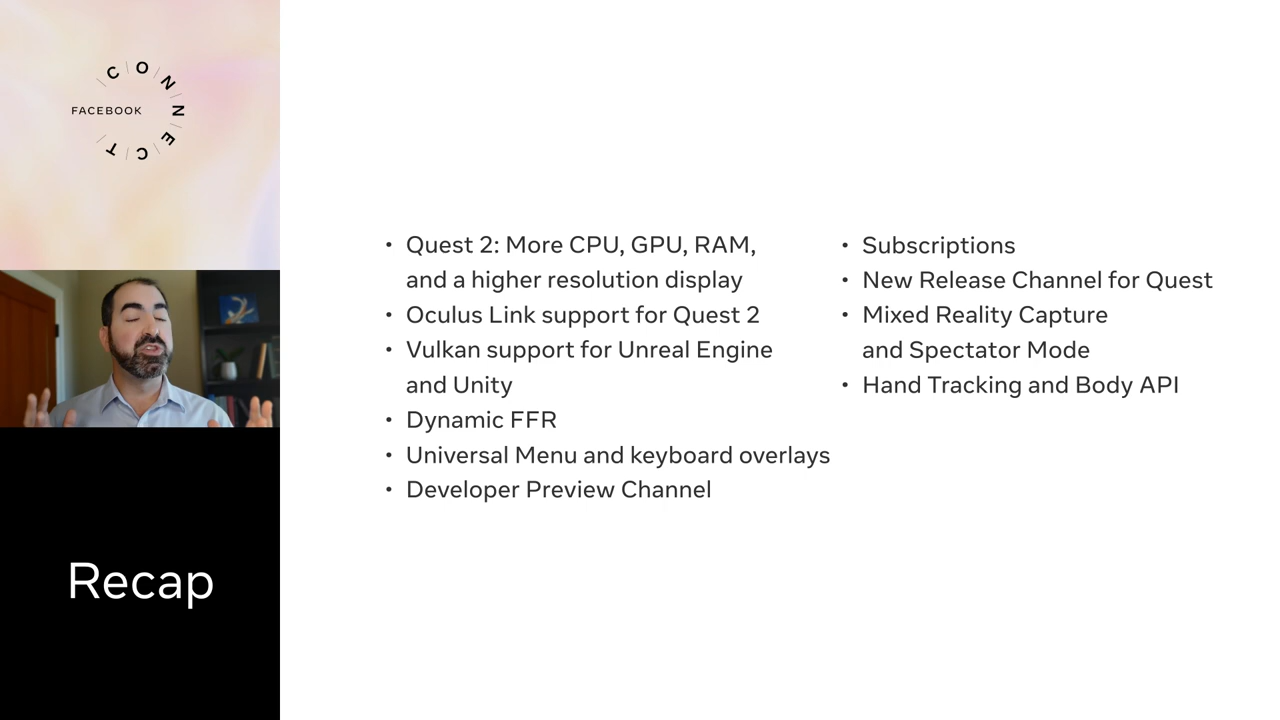 FACEBOOK
CONNECT
Recap
• Quest 2: More CPU, GPU, RAM,
and a higher resolution display
• Oculus Link support for Quest 2
• Vulkan support for Unreal Engine
and Unity
• Dynamic FFR
• Universal Menu and keyboard overlays
• Developer Preview Channel
• Subscriptions
• New Release Channel for Quest
• Mixed Reality Capture
and Spectator Mode
• Hand Tracking and Body API